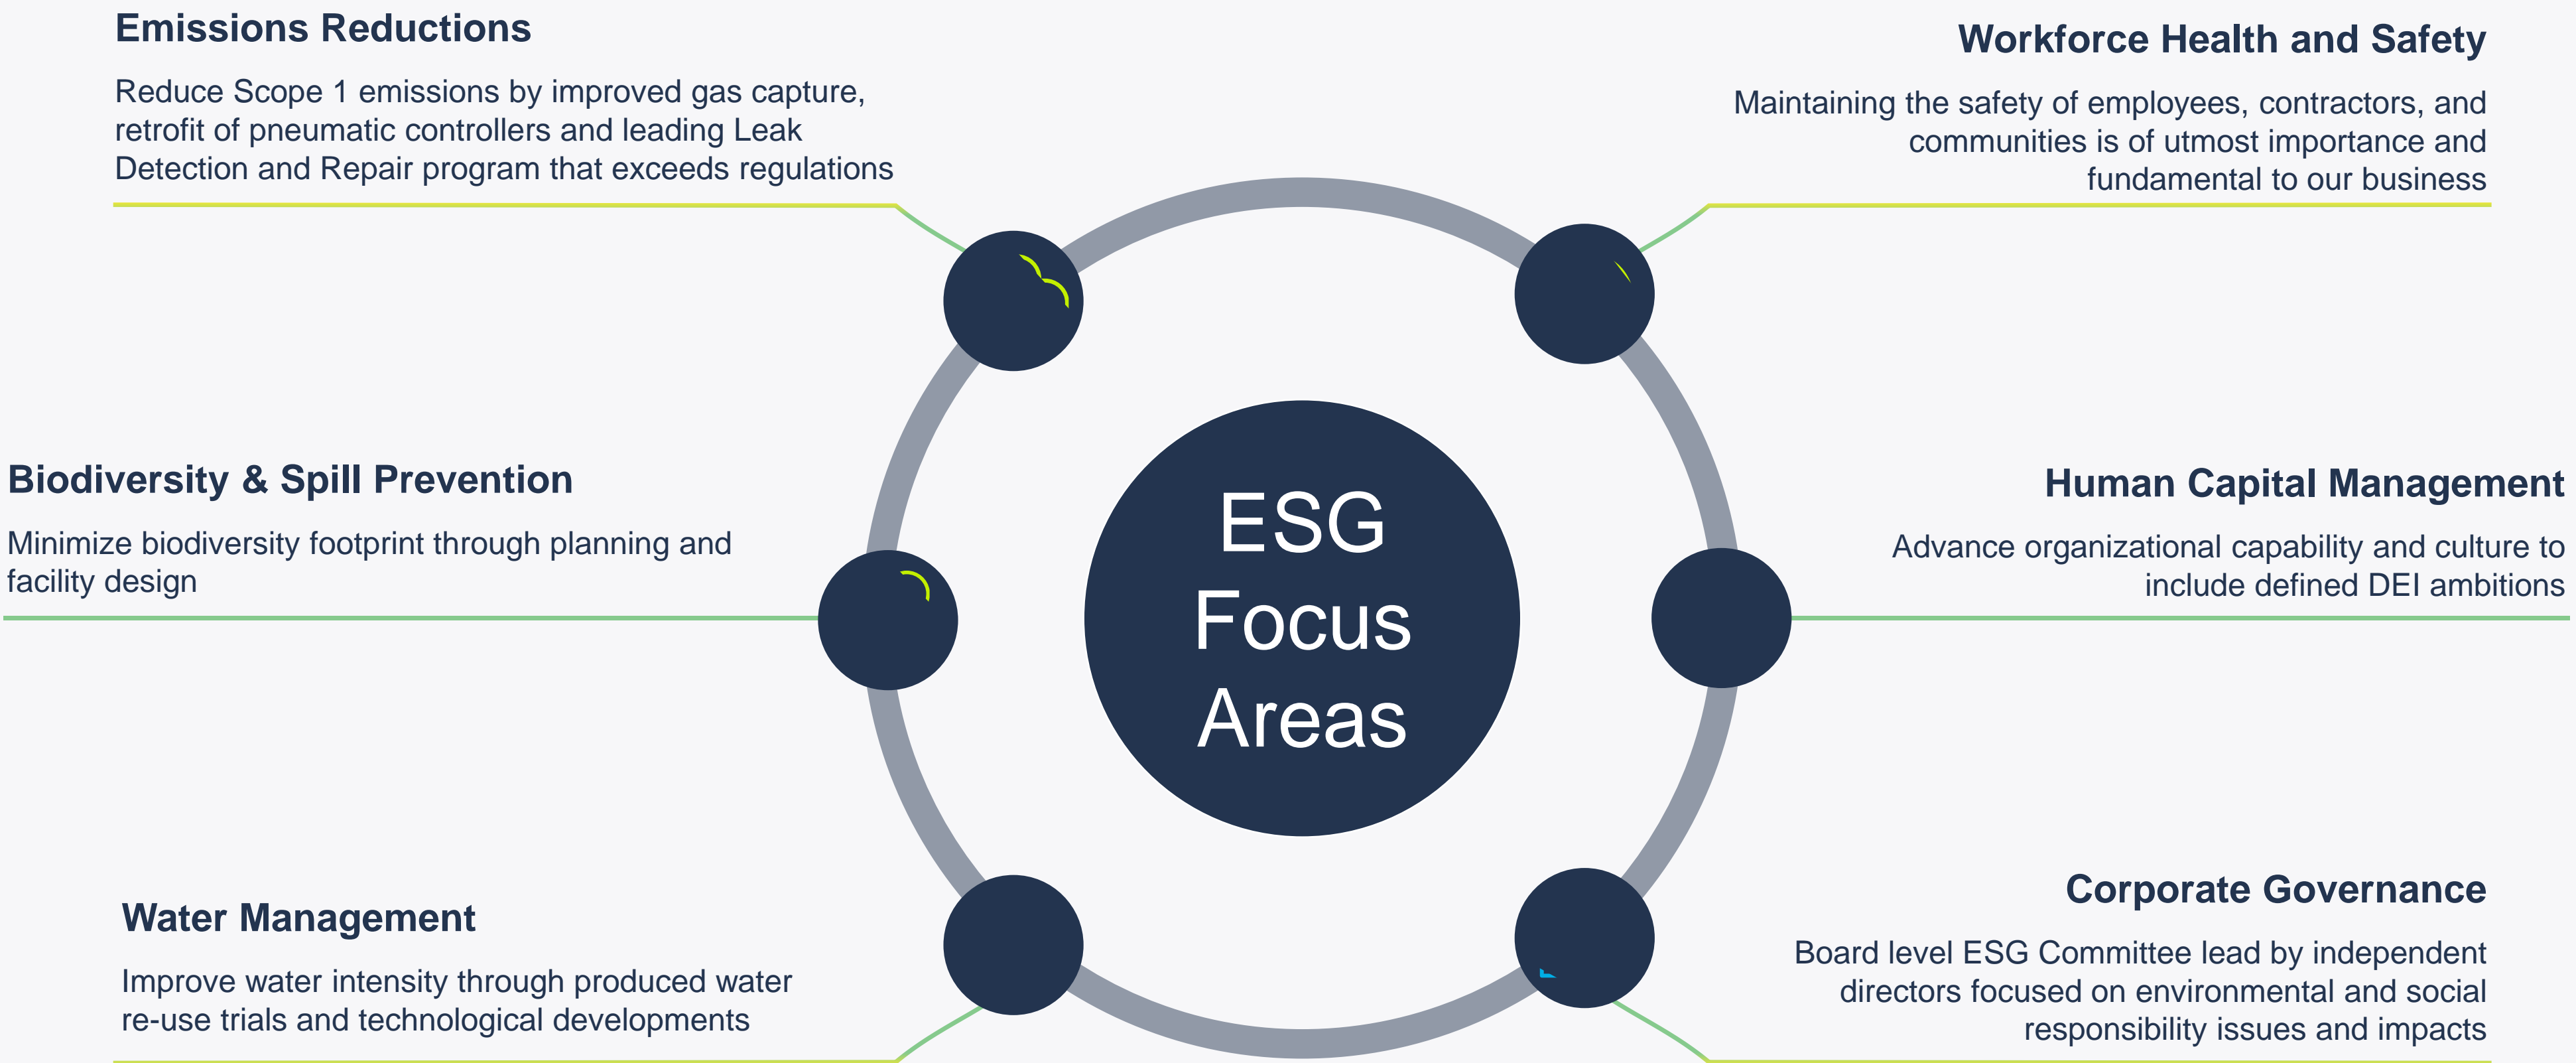 Emissions Reductions
Reduce Scope 1 emissions by improved gas capture,
retrofit of pneumatic controllers and leading Leak
Detection and Repair program that exceeds regulations
Workforce Health and Safety
Maintaining the safety of employees, contractors, and
communities is of utmost importance and
fundamental to our business
Biodiversity & Spill Prevention
Minimize biodiversity footprint through planning and
facility design
ESG
Focus
Areas
Human Capital Management
Advance organizational capability and culture to
include defined DEI ambitions
Water Management
Improve water intensity through produced water
re-use trials and technological developments
Corporate Governance
Board level ESG Committee lead by independent
directors focused on environmental and social
responsibility issues and impacts